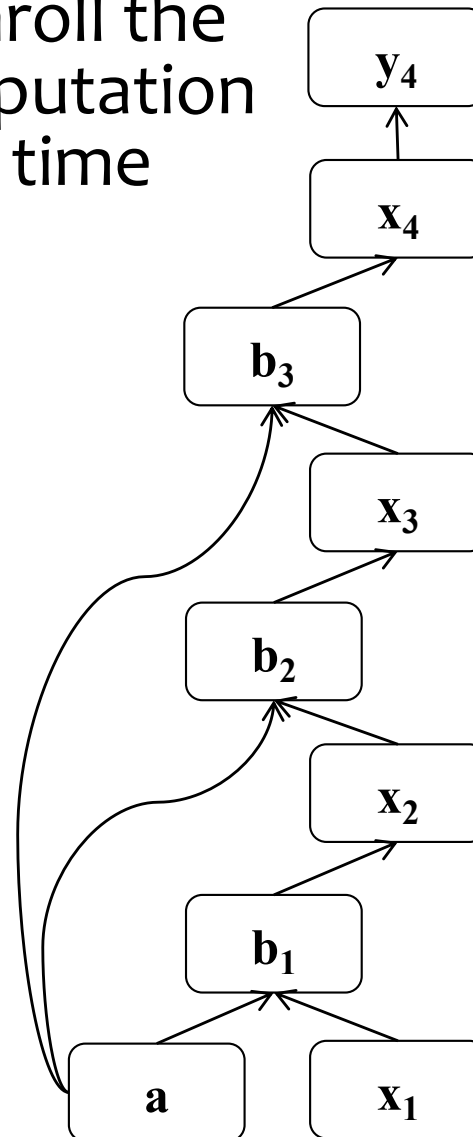 roll the
putation
time
y₄
x₄
b₃
x₃
b₂
x₂
b₁
a
x₁